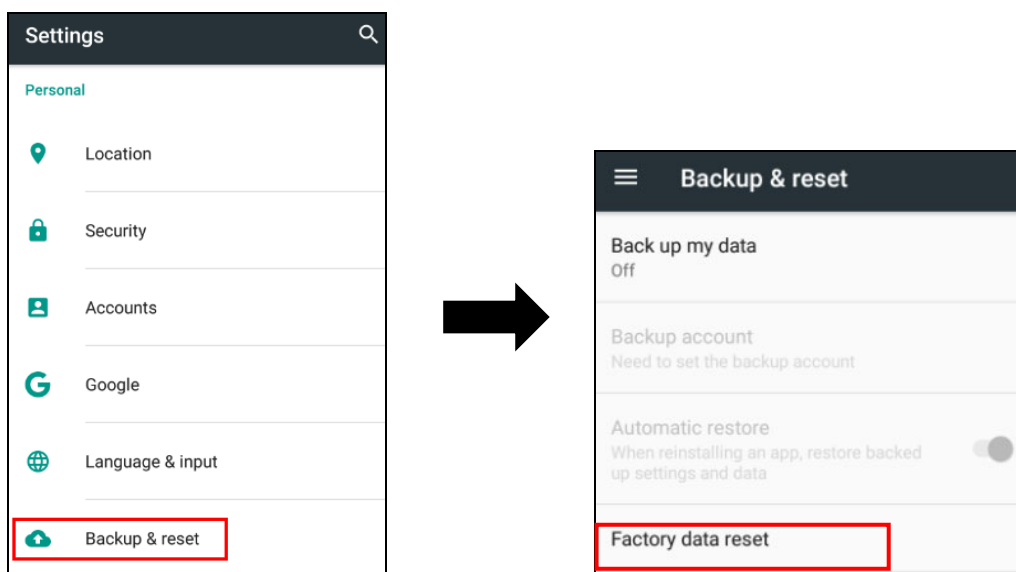 Settings
Personal
Location
Security
Accounts
Google
Language & input
Backup & reset
Backup & reset
Back up my data
Off
Backup account
Need to set the backup account
Automatic restore
When reinstalling an app, restore backed
up settings and data
Factory data reset